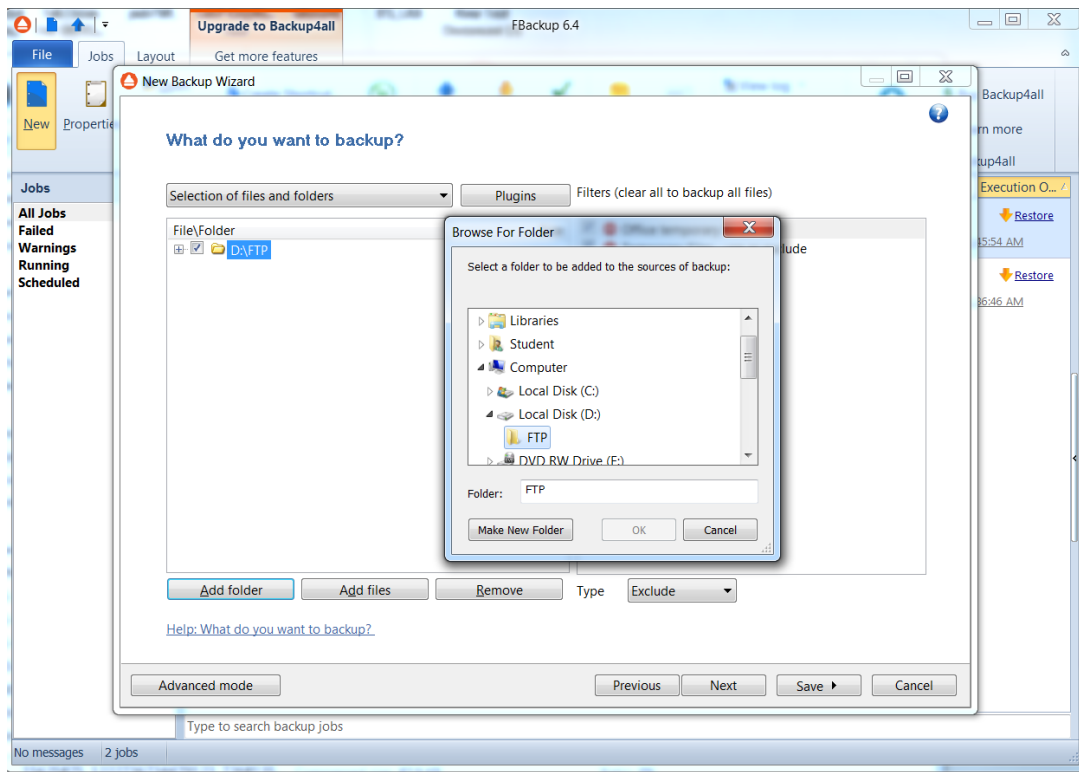 Upgrade to Backup4all
FBackup 6.4
File
Jobs
Layout
Get more features
New
Propertie
Backup4all
rn more
kup4all
New Backup Wizard
What do you want to backup?
Selection of files and folders
Plugins
Filters (clear all to backup all files)
File\Folder
D:\FTP
Office temporary
lude
Jobs
All Jobs
Failed
Warnings
Running
Scheduled
Execution O...
Restore
45:54 AM
Restore
36:46 AM
Browse For Folder
Select a folder to be added to the sources of backup:
Libraries
Student
Computer
Local Disk (C:)
Local Disk (D:)
FTP
DVD RW Drive (E:)
Folder:
FTP
Make New Folder
OK
Cancel
Add folder
Add files
Remove
Type
Exclude
Help: What do you want to backup?
Advanced mode
Previous
Next
Save
Cancel
Type to search backup jobs
No messages
2 jobs